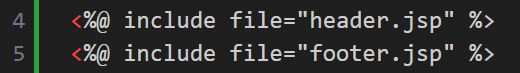 4 <%@ include file="header.jsp" %>
5 <%@ include file="footer.jsp" %>